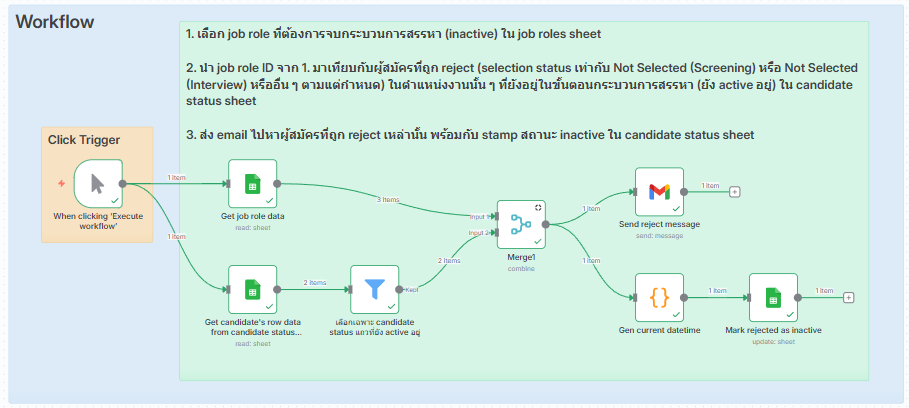 Workflow
1. เลือก job role ที่ต้องการจบกระบวนการสรรหา (inactive) ใน job roles sheet
2. นำ job role ID จาก 1. มาเทียบกับผู้สมัครที่ถูก reject (selection status เท่ากับ Not Selected (Screening) หรือ Not Selected
(Interview) หรืออื่น ๆ ตามแต่กำหนด) ในตำแหน่งงานนั้น ๆ ที่ยังอยู่ในขั้นตอนกระบวนการสรรหา (ยัง active อยู่) ใน candidate
status sheet
3. ส่ง email ไปหาผู้สมัครที่ถูก reject เหล่านั้น พร้อมกับ stamp สถานะ inactive ใน candidate status sheet
Click Trigger
When clicking 'Execute
workflow'
1 item
1 item
Get job role data
read: sheet
3 items
Get candidate's row data
from candidate status...
read: sheet
2 items
เลือกเฉพาะ candidate
status แถวที่ยัง active อยู่
Kept
2 items
Input 1
Input 2
Merge1
combine
1 item
1 item
Send reject message
send: message
1 item
Gen current datetime
1 item
Mark rejected as inactive
update: sheet
1 item